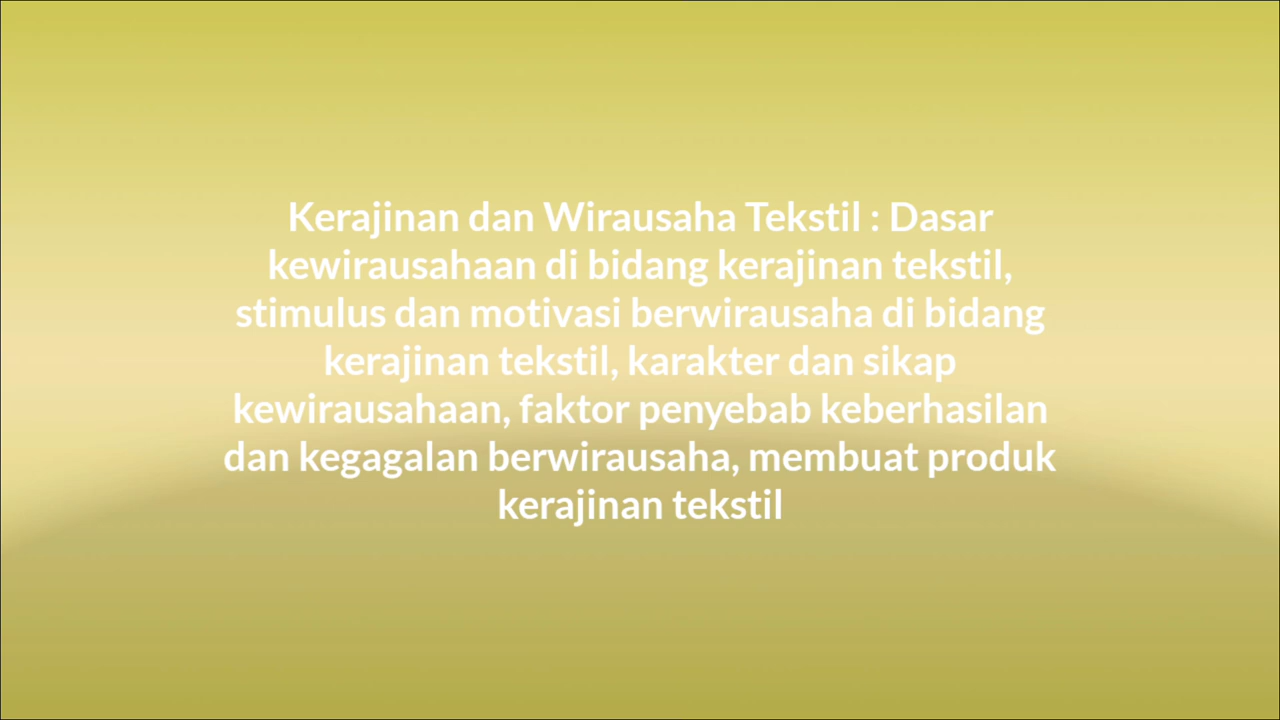 Kerajinan dan Wirausaha Tekstil : Dasar
kewirausahaan di bidang kerajinan tekstil,
stimulus dan motivasi berwirausaha di bidang
kerajinan tekstil, karakter dan sikap
kewirausahaan, faktor penyebab keberhasilan
dan kegagalan berwirausaha, membuat produk
kerajinan tekstil